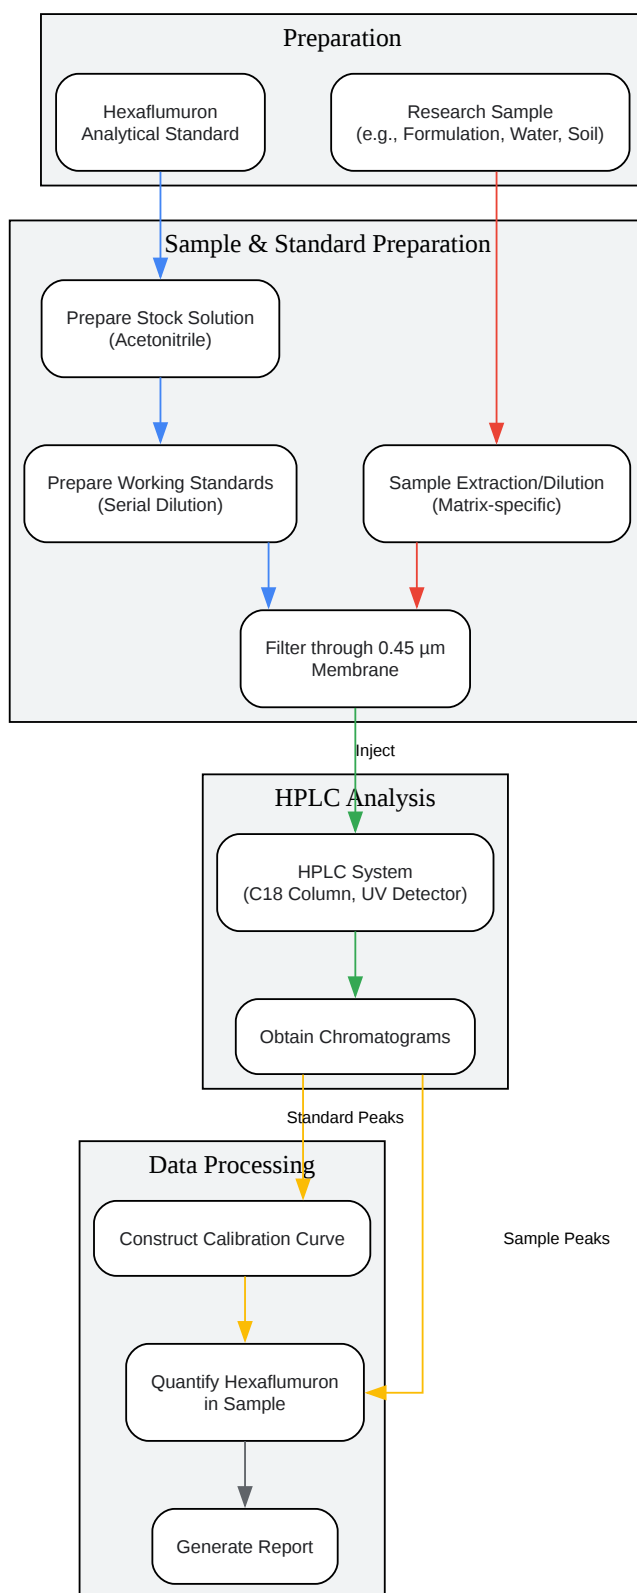 Preparation
Hexaflumuron
Analytical Standard
Research Sample
(e.g., Formulation, Water, Soil)
Sample & Standard Preparation
Prepare Stock Solution
(Acetonitrile)
Prepare Working Standards
(Serial Dilution)
Sample Extraction/Dilution
(Matrix-specific)
Filter through 0.45 µm
Membrane
Inject
HPLC Analysis
HPLC System
(C18 Column, UV Detector)
Obtain Chromatograms
Standard Peaks
Data Processing
Construct Calibration Curve
Sample Peaks
Quantify Hexaflumuron
in Sample
Generate Report